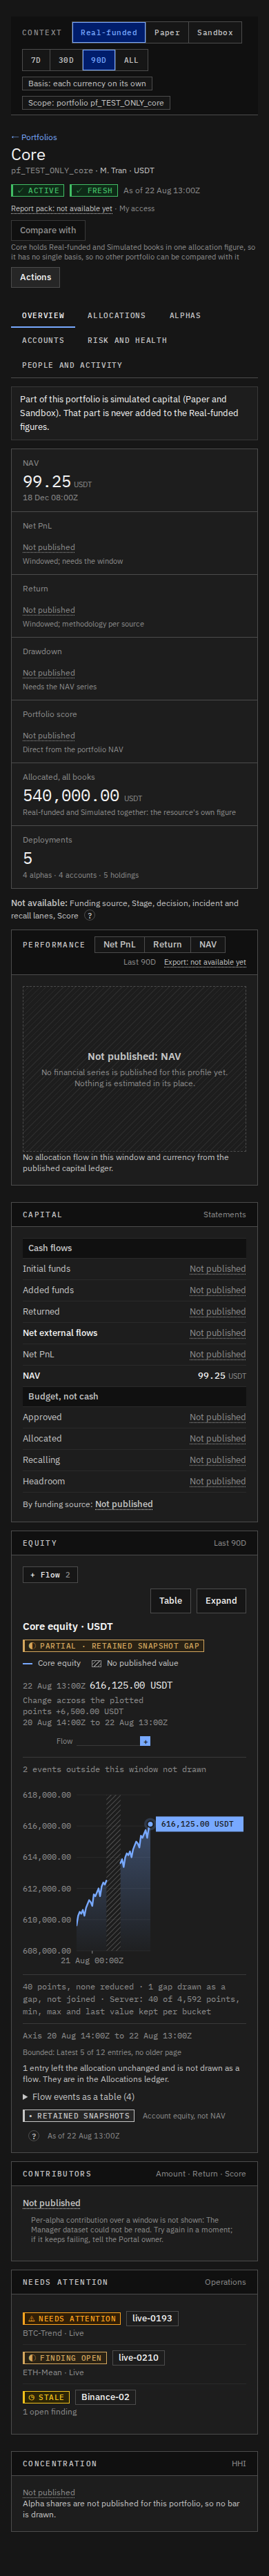 CONTEXT Real-funded Paper Sandbox
7D 30D 90D ALL
Basis: each currency on its own
Scope: portfolio pf_TEST_ONLY_core
← Portfolios
Core
pf_TEST_ONLY_core · M. Tran · USDT
✓ ACTIVE ✓ FRESH As of 22 Aug 13:00Z
Report pack: not available yet · My access
Compare with
Core holds Real-funded and Simulated books in one allocation figure, so
it has no single basis, so no other portfolio can be compared with it
Actions
OVERVIEW ALLOCATIONS ALPHAS
ACCOUNTS RISK AND HEALTH
PEOPLE AND ACTIVITY
Part of this portfolio is simulated capital (Paper and
Sandbox). That part is never added to the Real-funded
figures.
NAV
99.25 USDT
18 Dec 08:00Z
Net PnL
Not published
Windowed; needs the window
Return
Not published
Windowed; methodology per source
Drawdown
Not published
Needs the NAV series
Portfolio score
Not published
Direct from the portfolio NAV
Allocated, all books
540,000.00 USDT
Real-funded and Simulated together: the resource's own figure
Deployments
5
4 alphas · 4 accounts · 5 holdings
Not available: Funding source, Stage, decision, incident and
recall lanes, Score ?
PERFORMANCE Net PnL Return NAV
Last 90D Export: not available yet
Not published: NAV
No financial series is published for this profile yet.
Nothing is estimated in its place.
No allocation flow in this window and currency from the
published capital ledger.
CAPITAL Statements
Cash flows
Initial funds Not published
Added funds Not published
Returned Not published
Net external flows Not published
Net PnL Not published
NAV 99.25 USDT
Budget, not cash
Approved Not published
Allocated Not published
Recalling Not published
Headroom Not published
By funding source: Not published
EQUITY Last 90D
+ Flow 2
Table Expand
Core equity · USDT
PARTIAL · RETAINED SNAPSHOT GAP
Core equity No published value
22 Aug 13:00Z 616,125.00 USDT
Change across the plotted
points +6,500.00 USDT
20 Aug 14:00Z to 22 Aug 13:00Z
Flow +
2 events outside this window not drawn
618,000.00
616,000.00 616,125.00 USDT
614,000.00
612,000.00
610,000.00
608,000.00
21 Aug 00:00Z
40 points, none reduced · 1 gap drawn as a
gap, not joined · Server: 40 of 4,592 points,
min, max and last value kept per bucket
Axis 20 Aug 14:00Z to 22 Aug 13:00Z
Bounded: Latest 5 of 12 entries, no older page
1 entry left the allocation unchanged and is not drawn as a
flow. They are in the Allocations ledger.
▶ Flow events as a table (4)
• RETAINED SNAPSHOTS Account equity, not NAV
? As of 22 Aug 13:00Z
CONTRIBUTORS Amount · Return · Score
Not published
Per-alpha contribution over a window is not shown: The
Manager dataset could not be read. Try again in a moment;
if it keeps failing, tell the Portal owner.
NEEDS ATTENTION Operations
⚠ NEEDS ATTENTION live-0193
BTC-Trend · Live
FINDING OPEN live-0210
ETH-Mean · Live
STALE Binance-02
1 open finding
CONCENTRATION HHI
Not published
Alpha shares are not published for this portfolio, so no bar
is drawn.